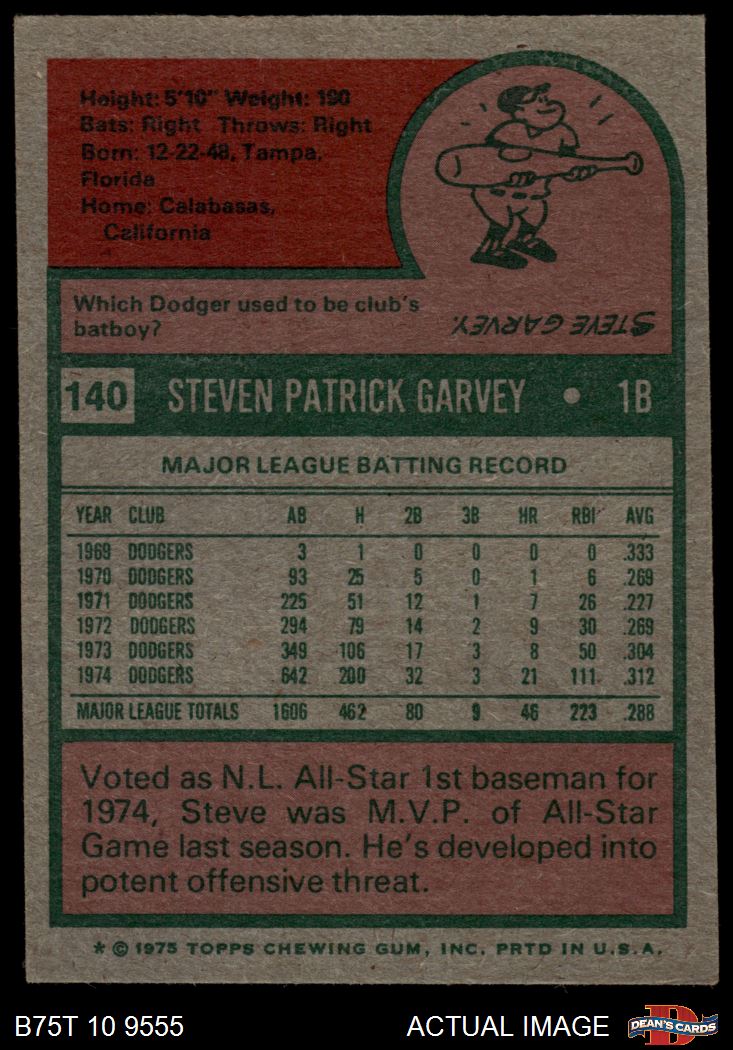 Height: 5'10" Weight: 190
Bats: Right Throws: Right
Born: 12-22-48, Tampa,
Florida
Home: Calabasas,
California
Which Dodger used to be club's
batboy?
STEVE GARVEY.
140 STEVEN PATRICK GARVEY • 1B
MAJOR LEAGUE BATTING RECORD
YEAR CLUB AB H 2B 3B HR RBI AVG
1969 DODGERS 3 1 0 0 0 0 .333
1970 DODGERS 93 25 5 0 1 6 .269
1971 DODGERS 225 51 12 1 7 26 .227
1972 DODGERS 294 79 14 2 9 30 .269
1973 DODGERS 349 106 17 3 8 50 .304
1974 DODGERS 642 200 32 3 21 111 .312
MAJOR LEAGUE TOTALS 1606 462 80 9 46 223 .288
Voted as N.L. All-Star 1st baseman for
1974, Steve was M.V.P. of All-Star
Game last season. He's developed into
potent offensive threat.
* © 1975 TOPPS CHEWING GUM, INC. PRTD IN U.S.A.
B75T 10 9555 ACTUAL IMAGE DEAN'S CARDS